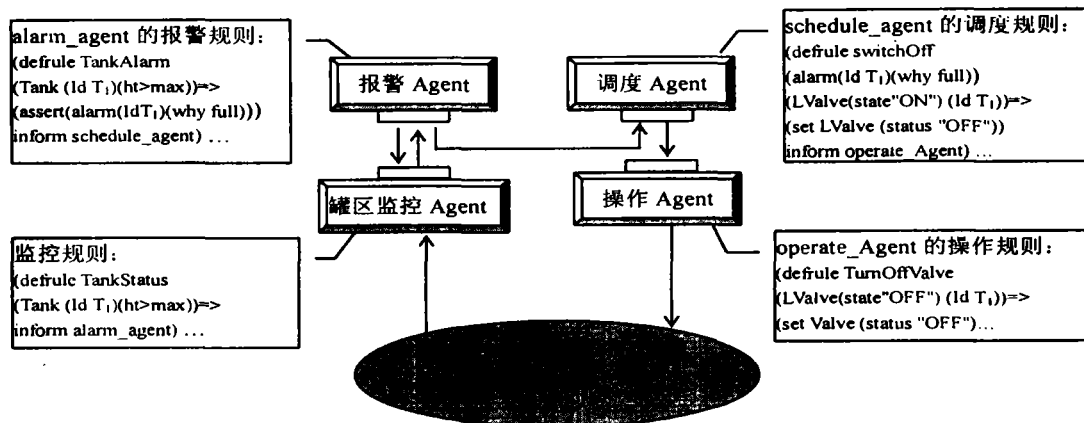 alarm_agent 的报警规则:
(defrule TankAlarm
(Tank (Id T₁)(ht>max))=>
(assert(alarm(IdT₁)(why full)))
inform schedule_agent) …
报警 Agent
调度 Agent
schedule_agent 的调度规则:
(defrule switchOff
(alarm(Id T₁)(why full))
(LValve(state"ON") (Id T₁))=>
(set LValve (status "OFF"))
inform operate_Agent) …
罐区监控 Agent
操作 Agent
监控规则:
(defrule TankStatus
(Tank (Id T₁)(ht>max))=>
inform alarm_agent) …
operate_Agent 的操作规则:
(defrule TurnOffValve
(LValve(state"OFF") (Id T₁))=>
(set Valve (status "OFF")…